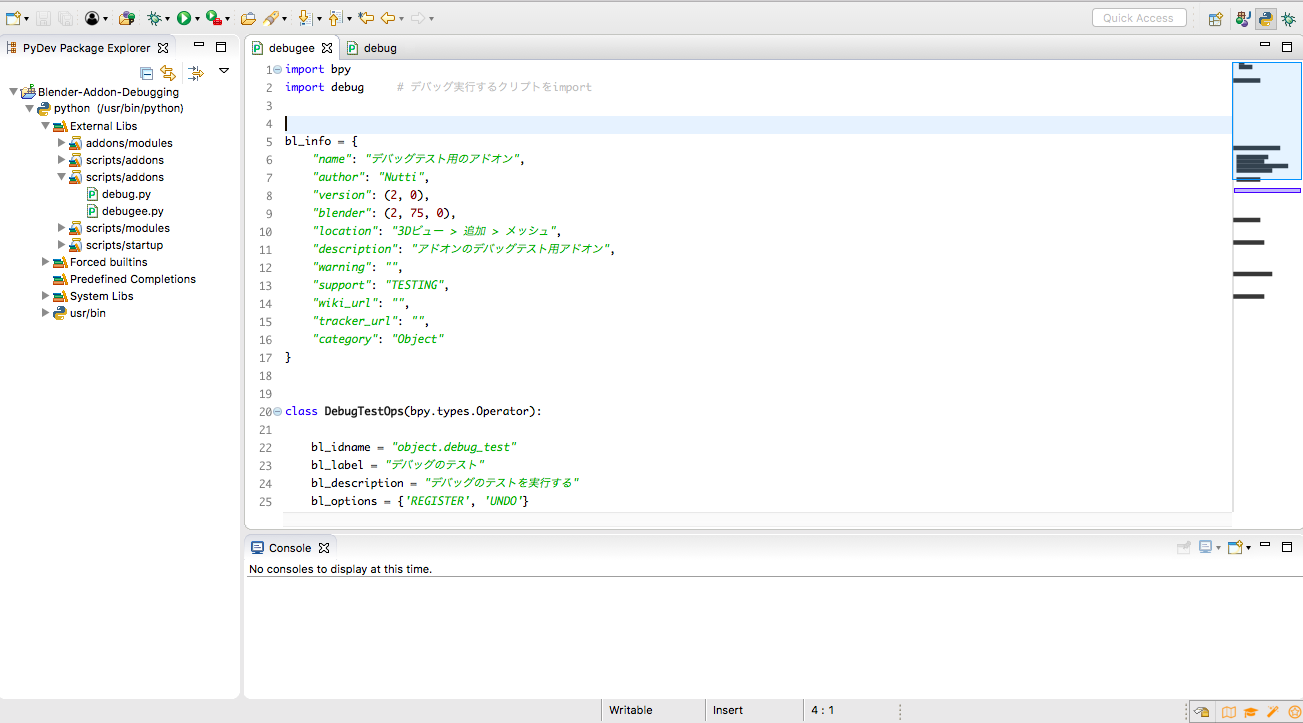 Quick Access
PyDev Package Explorer
Blender-Addon-Debugging
python (/usr/bin/python)
External Libs
addons/modules
scripts/addons
scripts/addons
debug.py
debugee.py
scripts/modules
scripts/startup
Forced builtins
Predefined Completions
System Libs
usr/bin
debugee
debug
1 import bpy
2 import debug # デバッグ実行するクリプトをimport
3
4
5 bl_info = {
6 "name": "デバッグテスト用のアドオン",
7 "author": "Nutti",
8 "version": (2, 0),
9 "blender": (2, 75, 0),
10 "location": "3Dビュー > 追加 > メッシュ",
11 "description": "アドオンのデバッグテスト用アドオン",
12 "warning": "",
13 "support": "TESTING",
14 "wiki_url": "",
15 "tracker_url": "",
16 "category": "Object"
17 }
18
19
20 class DebugTestOps(bpy.types.Operator):
21
22 bl_idname = "object.debug_test"
23 bl_label = "デバッグのテスト"
24 bl_description = "デバッグのテストを実行する"
25 bl_options = {'REGISTER', 'UNDO'}
Console
No consoles to display at this time.
Writable Insert 4 : 1